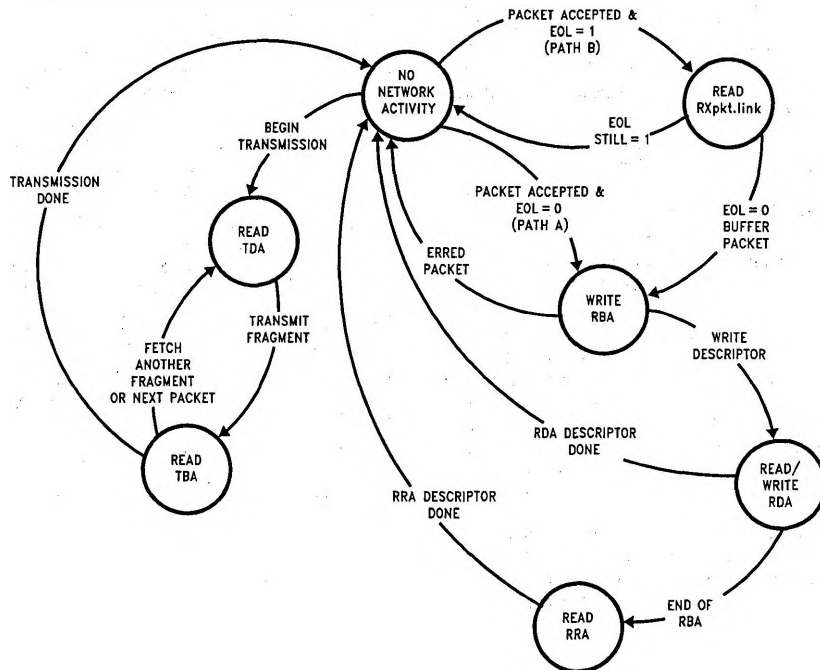 PACKET ACCEPTED &
EOL = 1
(PATH B)
NO
NETWORK
ACTIVITY
READ
RXpkt.link
EOL
STILL = 1
BEGIN
TRANSMISSION
TRANSMISSION
DONE
PACKET ACCEPTED &
EOL = 0
(PATH A)
EOL = 0
BUFFER
PACKET
READ
TDA
ERRED
PACKET
WRITE
RBA
TRANSMIT
FRAGMENT
WRITE
DESCRIPTOR
FETCH
ANOTHER
FRAGMENT
OR NEXT PACKET
RDA DESCRIPTOR
DONE
READ
TBA
READ/
WRITE
RDA
RRA DESCRIPTOR
DONE
END OF
RBA
READ
RRA